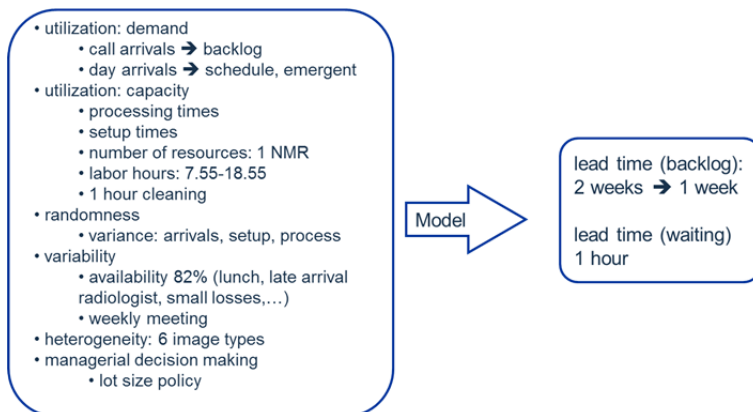 • utilization: demand
• call arrivals ➔ backlog
• day arrivals ➔ schedule, emergent
• utilization: capacity
• processing times
• setup times
• number of resources: 1 NMR
• labor hours: 7.55-18.55
• 1 hour cleaning
• randomness
• variance: arrivals, setup, process
• variability
• availability 82% (lunch, late arrival
radiologist, small losses,…)
• weekly meeting
• heterogeneity: 6 image types
• managerial decision making
• lot size policy
Model
lead time (backlog):
2 weeks ➔ 1 week
lead time (waiting)
1 hour